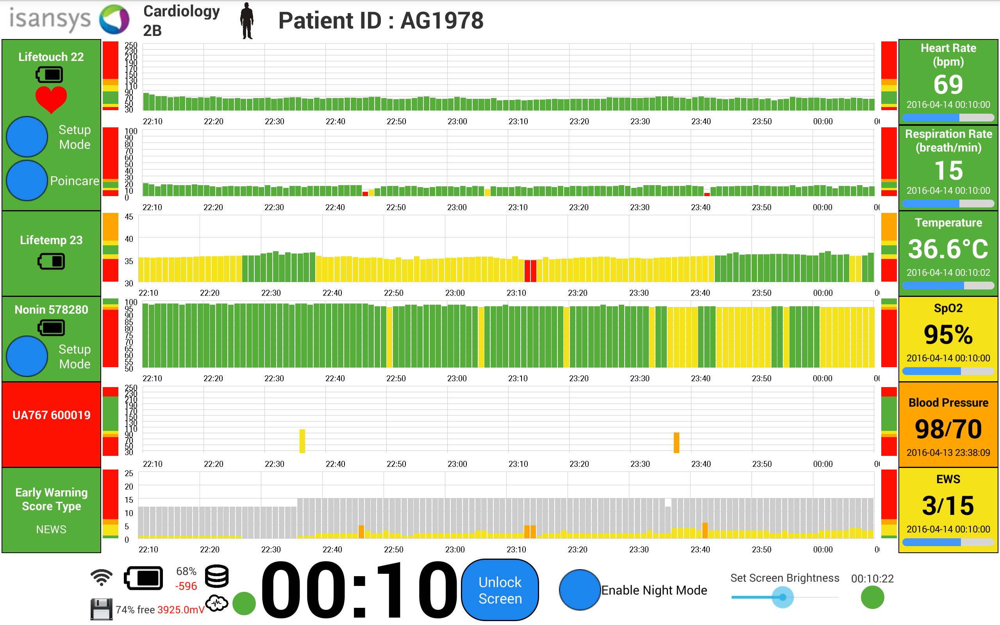 isansys
Cardiology
2B
Patient ID : AG1978
Lifetouch 22
Setup
Mode
Poincare
250
230
210
190
170
150
130
110
90
70
50
30
22:10 22:20 22:30 22:40 22:50 23:00 23:10 23:20 23:30 23:40 23:50 00:00
Heart Rate
(bpm)
69
2016-04-14 00:10:00
100
90
80
70
60
50
40
30
20
10
0
22:10 22:20 22:30 22:40 22:50 23:00 23:10 23:20 23:30 23:40 23:50 00:00
Respiration Rate
(breath/min)
15
2016-04-14 00:10:00
Lifetemp 23
45
40
35
30
22:10 22:20 22:30 22:40 22:50 23:00 23:10 23:20 23:30 23:40 23:50 00:00
Temperature
36.6°C
2016-04-14 00:10:02
Nonin 578280
Setup
Mode
100
95
90
85
80
75
70
65
60
55
50
22:10 22:20 22:30 22:40 22:50 23:00 23:10 23:20 23:30 23:40 23:50 00:00
SpO2
95%
2016-04-14 00:10:00
UA767 600019
250
230
210
190
170
150
130
110
90
70
50
30
22:10 22:20 22:30 22:40 22:50 23:00 23:10 23:20 23:30 23:40 23:50 00:00
Blood Pressure
98/70
2016-04-13 23:38:09
Early Warning
Score Type
NEWS
25
20
15
10
5
0
22:10 22:20 22:30 22:40 22:50 23:00 23:10 23:20 23:30 23:40 23:50 00:00
EWS
3/15
2016-04-14 00:10:00
68%
-596
74% free 3925.0mV
00:10
Unlock
Screen
Enable Night Mode
Set Screen Brightness
00:10:22